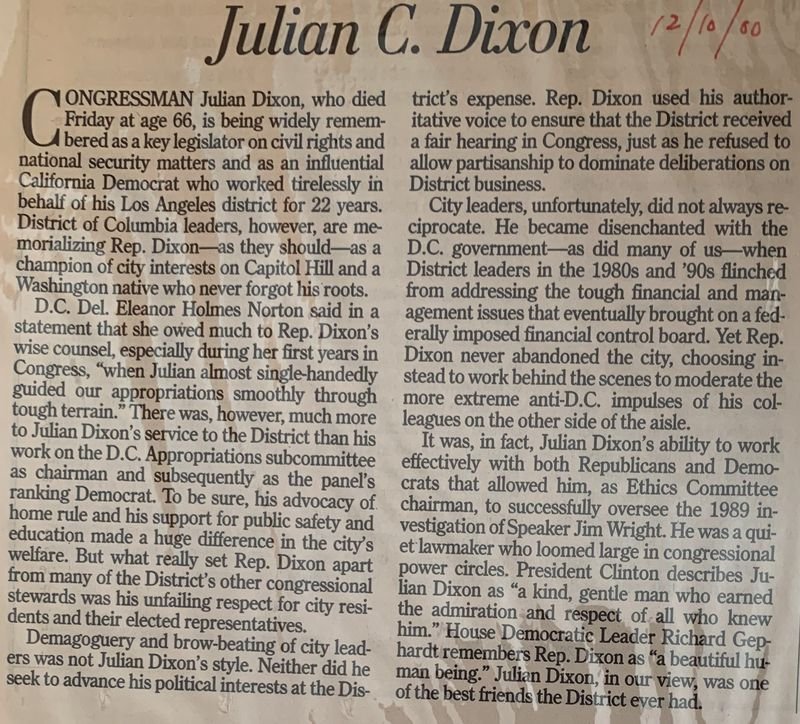 Julian C. Dixon
12/10/00
CONGRESSMAN Julian Dixon, who died
Friday at age 66, is being widely remem-
bered as a key legislator on civil rights and
national security matters and as an influential
California Democrat who worked tirelessly in
behalf of his Los Angeles district for 22 years.
District of Columbia leaders, however, are me-
morializing Rep. Dixon—as they should—as a
champion of city interests on Capitol Hill and a
Washington native who never forgot his roots.
D.C. Del. Eleanor Holmes Norton said in a
statement that she owed much to Rep. Dixon's
wise counsel, especially during her first years in
Congress, "when Julian almost single-handedly
guided our appropriations smoothly through
tough terrain." There was, however, much more
to Julian Dixon's service to the District than his
work on the D.C. Appropriations subcommittee
as chairman and subsequently as the panel's
ranking Democrat. To be sure, his advocacy of
home rule and his support for public safety and
education made a huge difference in the city's
welfare. But what really set Rep. Dixon apart
from many of the District's other congressional
stewards was his unfailing respect for city resi-
dents and their elected representatives.
Demagoguery and brow-beating of city lead-
ers was not Julian Dixon's style. Neither did he
seek to advance his political interests at the Dis-
trict's expense. Rep. Dixon used his author-
itative voice to ensure that the District received
a fair hearing in Congress, just as he refused to
allow partisanship to dominate deliberations on
District business.
City leaders, unfortunately, did not always re-
ciprocate. He became disenchanted with the
D.C. government—as did many of us—when
District leaders in the 1980s and '90s flinched
from addressing the tough financial and man-
agement issues that eventually brought on a fed-
erally imposed financial control board. Yet Rep.
Dixon never abandoned the city, choosing in-
stead to work behind the scenes to moderate the
more extreme anti-D.C. impulses of his col-
leagues on the other side of the aisle.
It was, in fact, Julian Dixon's ability to work
effectively with both Republicans and Demo-
crats that allowed him, as Ethics Committee
chairman, to successfully oversee the 1989 in-
vestigation of Speaker Jim Wright. He was a qui-
et lawmaker who loomed large in congressional
power circles. President Clinton describes Ju-
lian Dixon as "a kind, gentle man who earned
the admiration and respect of all who knew
him." House Democratic Leader Richard Gep-
hardt remembers Rep. Dixon as "a beautiful hu-
man being." Julian Dixon, in our view, was one
of the best friends the District ever had.